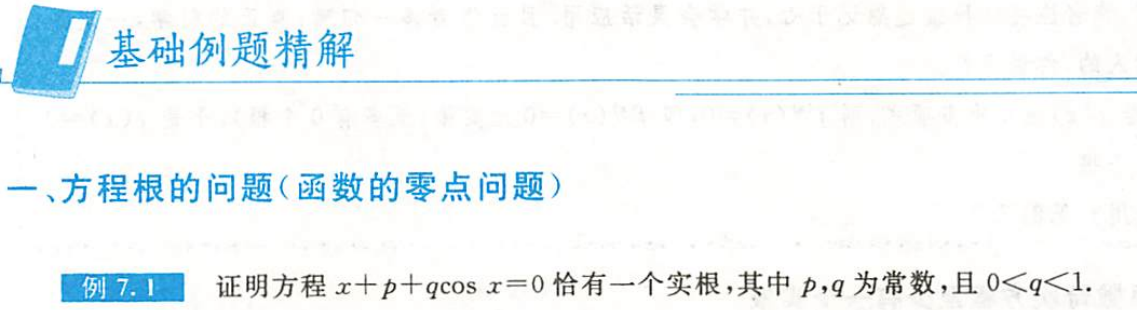 基础例题精解
一、方程根的问题(函数的零点问题)
例 7.1 证明方程 x+p+qcos x=0 恰有一个实根,其中 p,q 为常数,且 0<q<1.